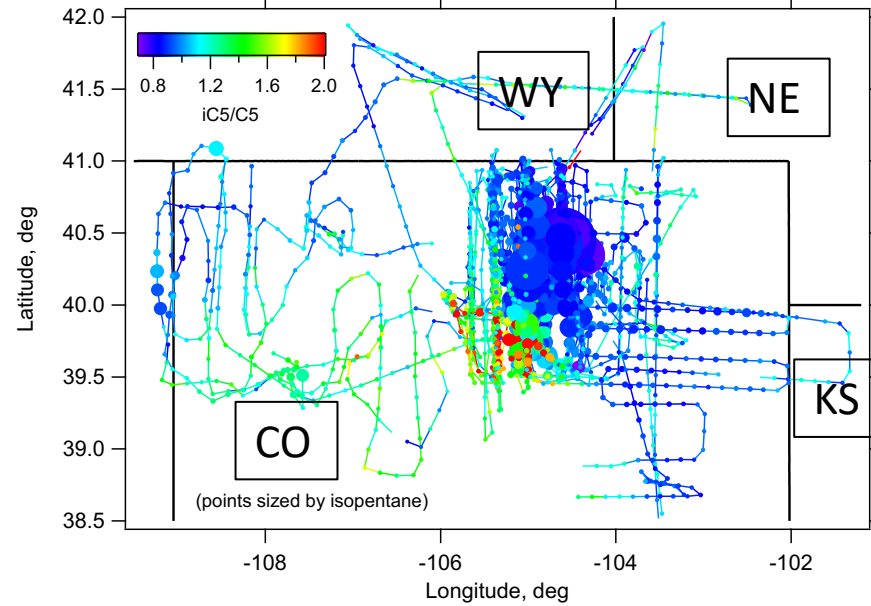 42.0
41.5
41.0
40.5
40.0
39.5
39.0
38.5
Latitude, deg
0.8 1.2 1.6 2.0
iC5/C5
WY
NE
CO
KS
(points sized by isopentane)
-108 -106 -104 -102
Longitude, deg